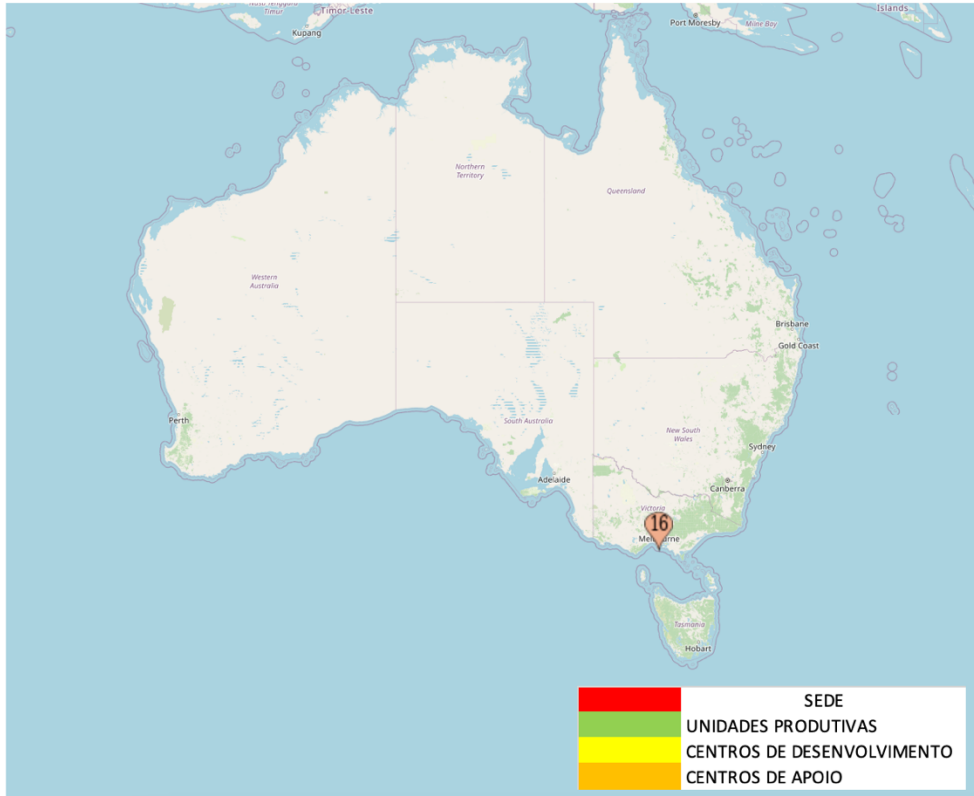 Timor-Leste
Timor
Kupang
Port Moresby
Milne Bay
Islands
Northern
Territory
Queensland
Western
Australia
Brisbane
Gold Coast
Perth
South Australia
New South
Wales
Sydney
Adelaide
Canberra
Victoria
16
Melbourne
Tasmania
Hobart
SEDE
UNIDADES PRODUTIVAS
CENTROS DE DESENVOLVIMENTO
CENTROS DE APOIO